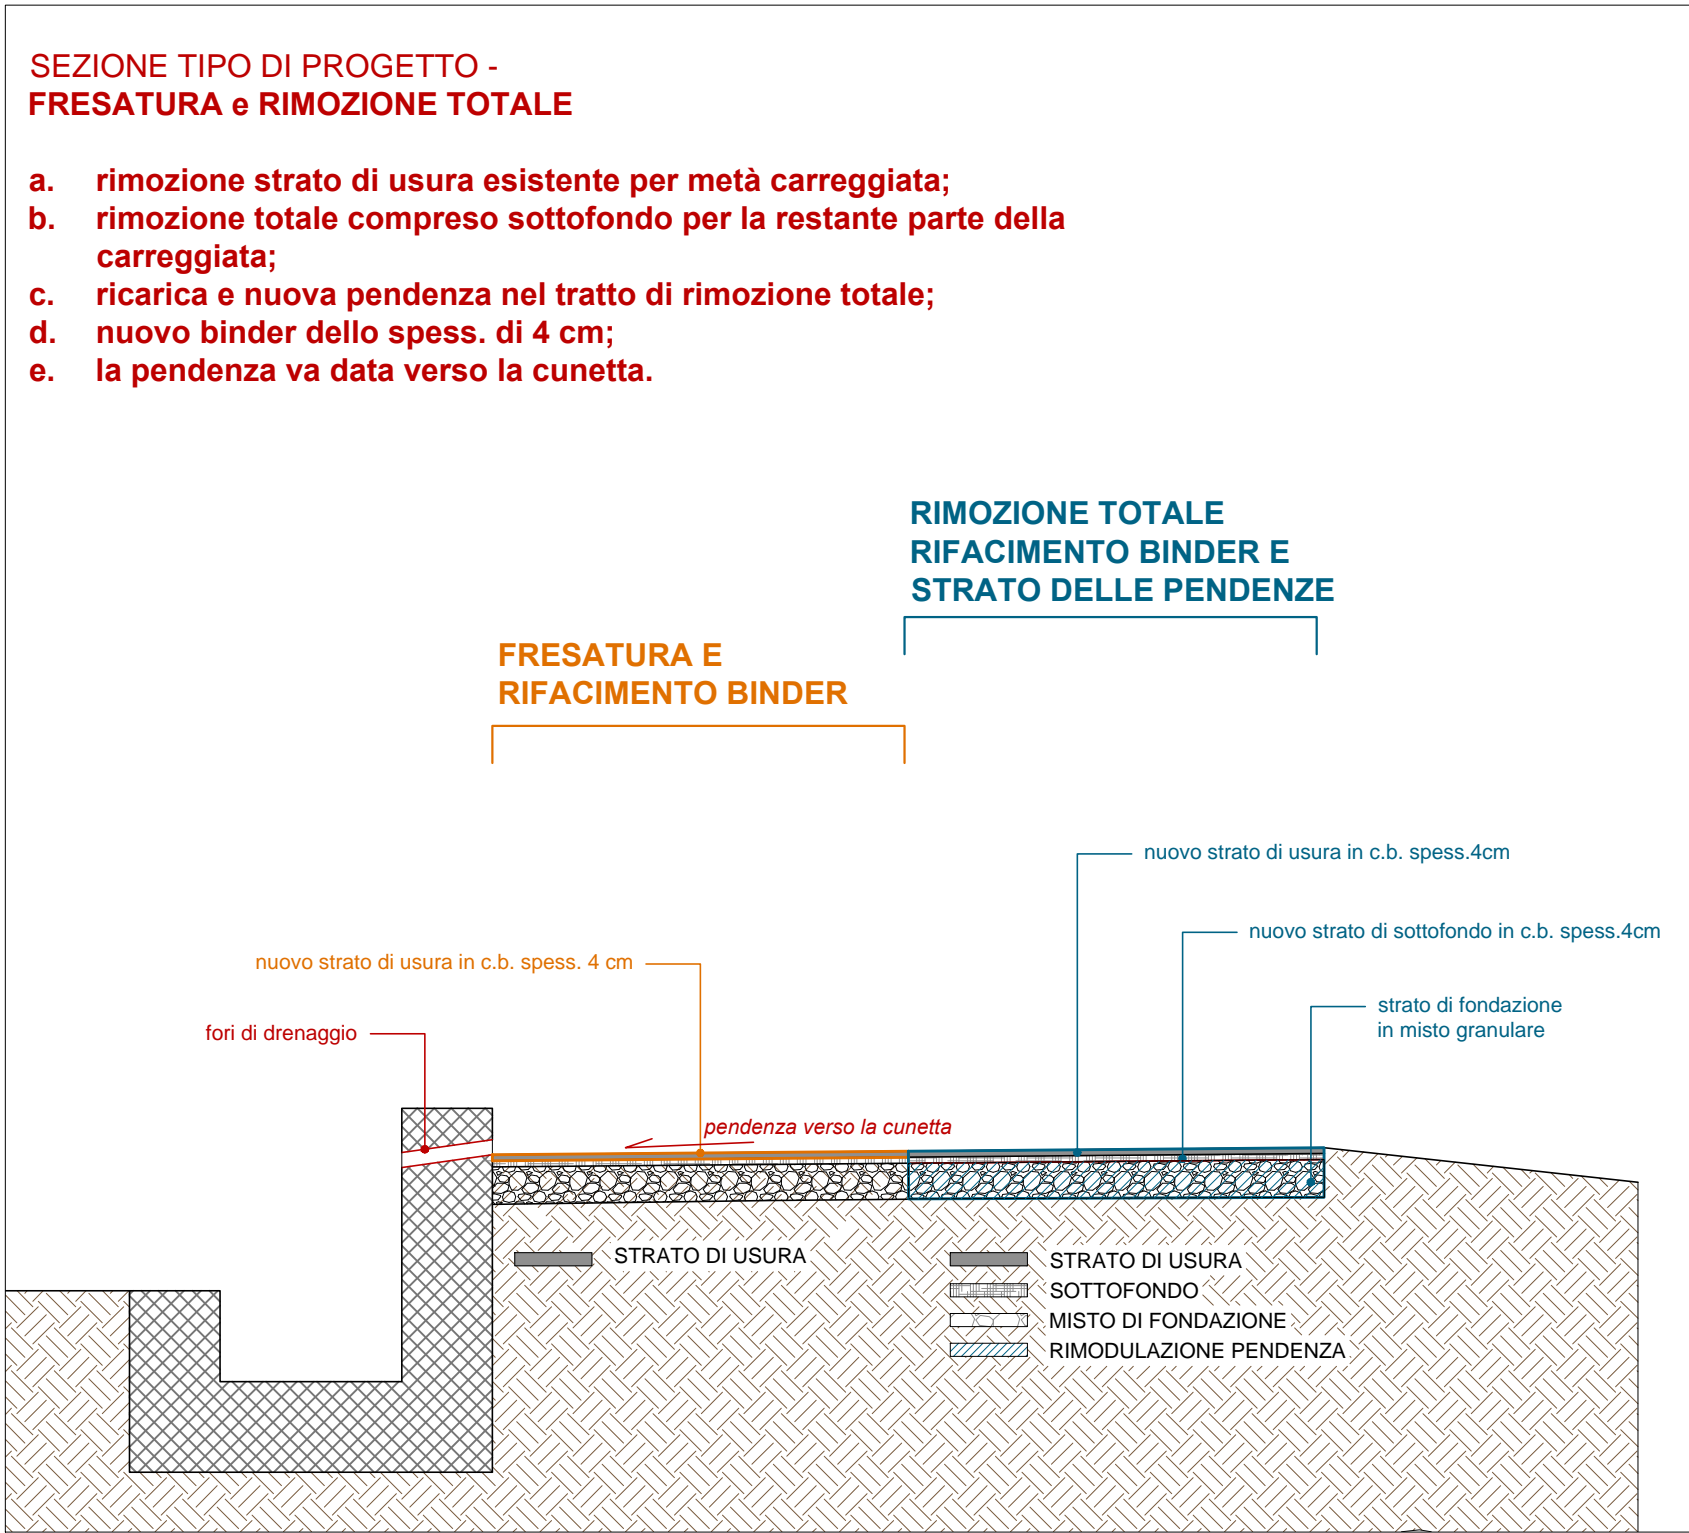 SEZIONE TIPO DI PROGETTO -
FRESATURA e RIMOZIONE TOTALE
a. rimozione strato di usura esistente per metà carreggiata;
b. rimozione totale compreso sottofondo per la restante parte della
carreggiata;
c. ricarica e nuova pendenza nel tratto di rimozione totale;
d. nuovo binder dello spess. di 4 cm;
e. la pendenza va data verso la cunetta.
RIMOZIONE TOTALE
RIFACIMENTO BINDER E
STRATO DELLE PENDENZE
FRESATURA E
RIFACIMENTO BINDER
nuovo strato di usura in c.b. spess.4cm
nuovo strato di sottofondo in c.b. spess.4cm
nuovo strato di usura in c.b. spess. 4 cm
strato di fondazione
in misto granulare
fori di drenaggio
pendenza verso la cunetta
STRATO DI USURA
STRATO DI USURA
SOTTOFONDO
MISTO DI FONDAZIONE
RIMODULAZIONE PENDENZA